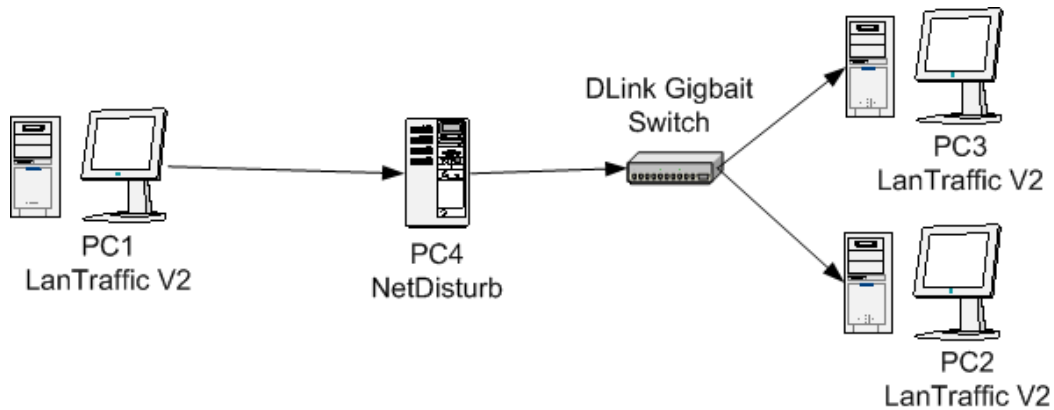 PC1
LanTraffic V2
PC4
NetDisturb
DLink Gigbait
Switch
PC3
LanTraffic V2
PC2
LanTraffic V2